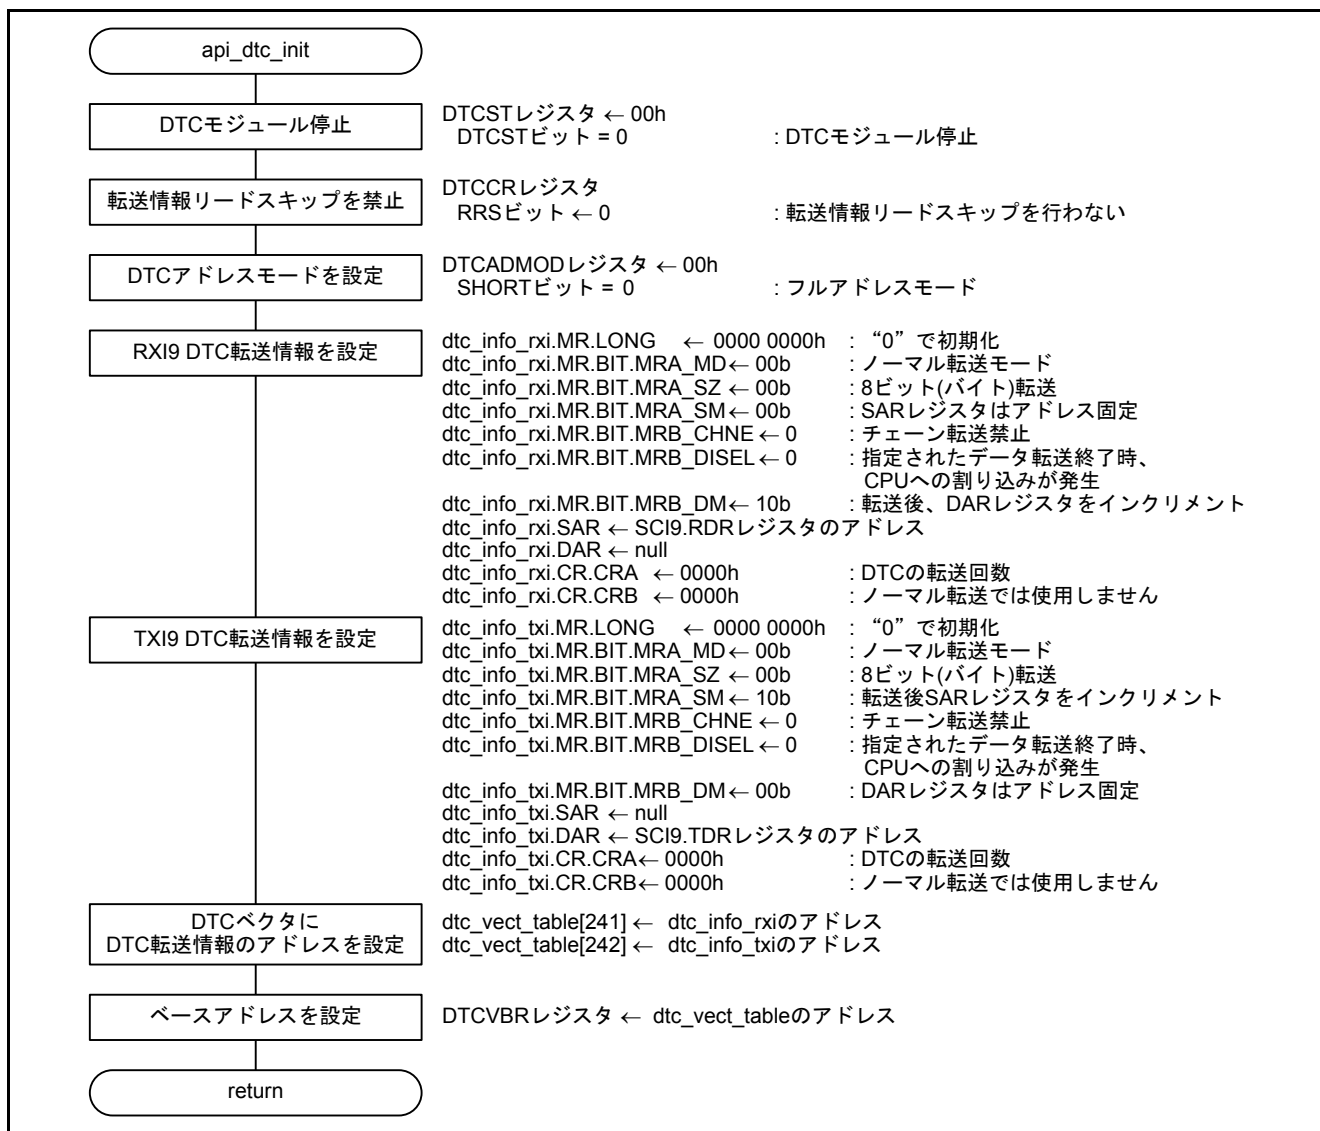 api_dtc_init
DTCモジュール停止
DTCSTレジスタ ← 00h
DTCSTビット = 0 : DTCモジュール停止
転送情報リードスキップを禁止
DTCCRレジスタ
RRSビット ← 0 : 転送情報リードスキップを行わない
DTCアドレスモードを設定
DTCADMODレジスタ ← 00h
SHORTビット = 0 : フルアドレスモード
RXI9 DTC転送情報を設定
dtc_info_rxi.MR.LONG ← 0000 0000h : “0”で初期化
dtc_info_rxi.MR.BIT.MRA_MD ← 00b : ノーマル転送モード
dtc_info_rxi.MR.BIT.MRA_SZ ← 00b : 8ビット(バイト)転送
dtc_info_rxi.MR.BIT.MRA_SM ← 00b : SARレジスタはアドレス固定
dtc_info_rxi.MR.BIT.MRB_CHNE ← 0 : チェーン転送禁止
dtc_info_rxi.MR.BIT.MRB_DISEL ← 0 : 指定されたデータ転送終了時、
CPUへの割り込みが発生
dtc_info_rxi.MR.BIT.MRB_DM ← 10b : 転送後、DARレジスタをインクリメント
dtc_info_rxi.SAR ← SCI9.RDRレジスタのアドレス
dtc_info_rxi.DAR ← null
dtc_info_rxi.CR.CRA ← 0000h : DTCの転送回数
dtc_info_rxi.CR.CRB ← 0000h : ノーマル転送では使用しません
TXI9 DTC転送情報を設定
dtc_info_txi.MR.LONG ← 0000 0000h : “0”で初期化
dtc_info_txi.MR.BIT.MRA_MD ← 00b : ノーマル転送モード
dtc_info_txi.MR.BIT.MRA_SZ ← 00b : 8ビット(バイト)転送
dtc_info_txi.MR.BIT.MRA_SM ← 10b : 転送後SARレジスタをインクリメント
dtc_info_txi.MR.BIT.MRB_CHNE ← 0 : チェーン転送禁止
dtc_info_txi.MR.BIT.MRB_DISEL ← 0 : 指定されたデータ転送終了時、
CPUへの割り込みが発生
dtc_info_txi.MR.BIT.MRB_DM ← 00b : DARレジスタはアドレス固定
dtc_info_txi.SAR ← null
dtc_info_txi.DAR ← SCI9.TDRレジスタのアドレス
dtc_info_txi.CR.CRA ← 0000h : DTCの転送回数
dtc_info_txi.CR.CRB ← 0000h : ノーマル転送では使用しません
DTCベクタに
DTC転送情報のアドレスを設定
dtc_vect_table[241] ← dtc_info_rxiのアドレス
dtc_vect_table[242] ← dtc_info_txiのアドレス
ベースアドレスを設定
DTCVBRレジスタ ← dtc_vect_tableのアドレス
return